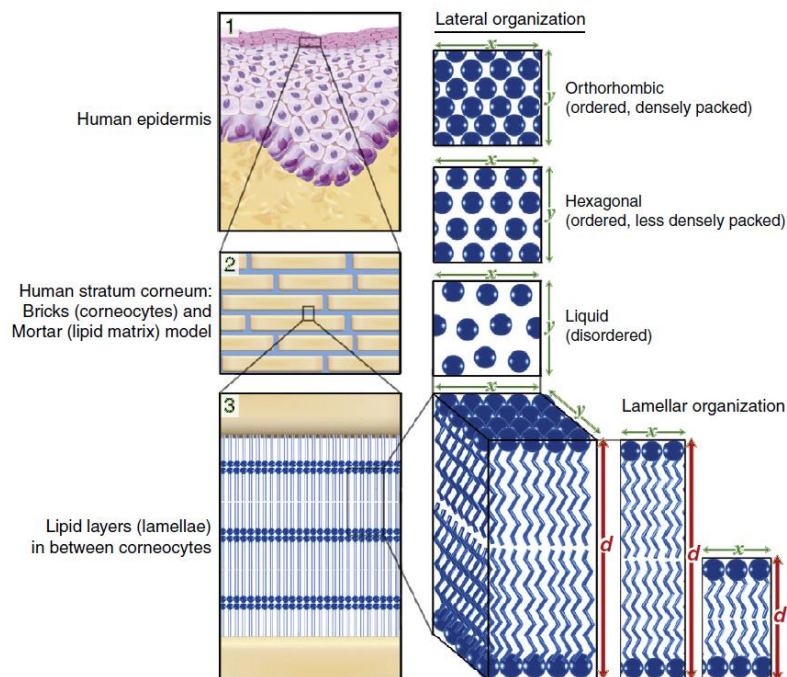 1
Human epidermis
2
Human stratum corneum:
Bricks (corneocytes) and
Mortar (lipid matrix) model
3
Lipid layers (lamellae)
in between corneocytes
Lateral organization
x
y
Orthorhombic
(ordered, densely packed)
x
y
Hexagonal
(ordered, less densely packed)
x
y
Liquid
(disordered)
x
y
Lamellar organization
d
x
d
x
d